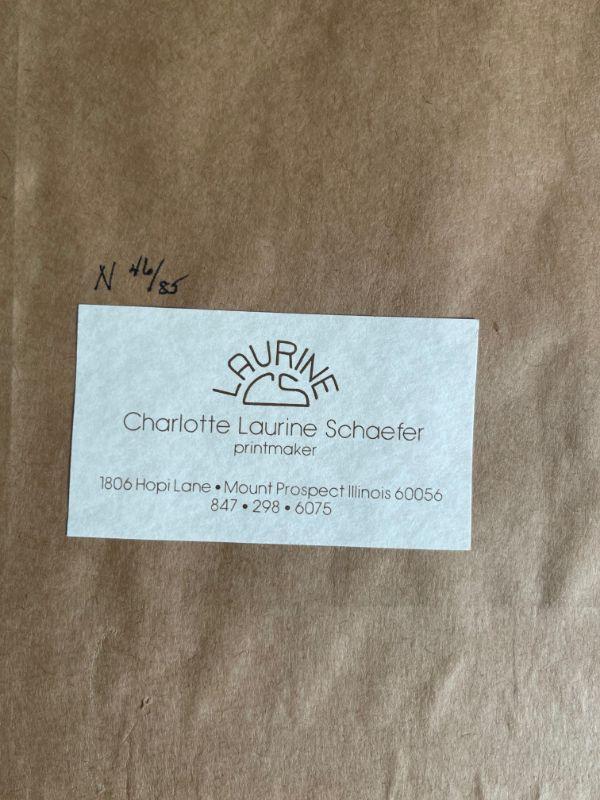 N 46/85
LAURINE
CS
Charlotte Laurine Schaefer
printmaker
1806 Hopi Lane • Mount Prospect Illinois 60056
847 • 298 • 6075